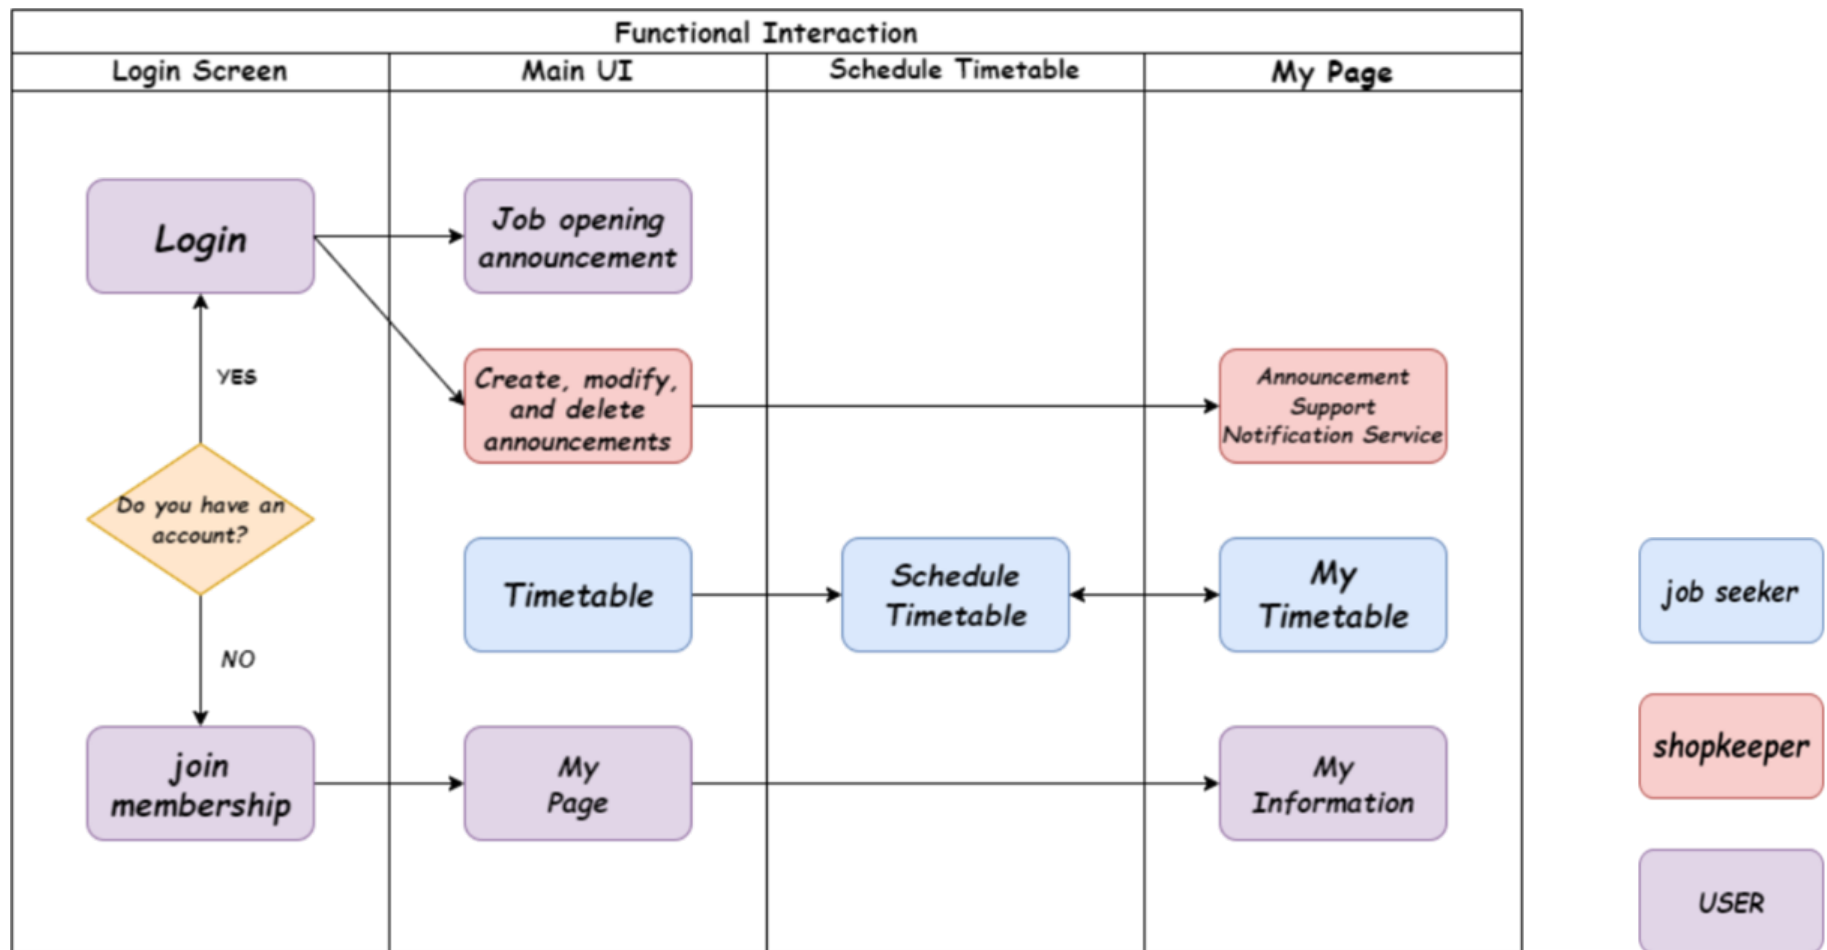 Functional Interaction
Login Screen
Main UI
Schedule Timetable
My Page
Login
Job opening
announcement
YES
Create, modify,
and delete
announcements
Announcement
Support
Notification Service
Do you have an
account?
Timetable
Schedule
Timetable
My
Timetable
NO
join
membership
My
Page
My
Information
job seeker
shopkeeper
USER